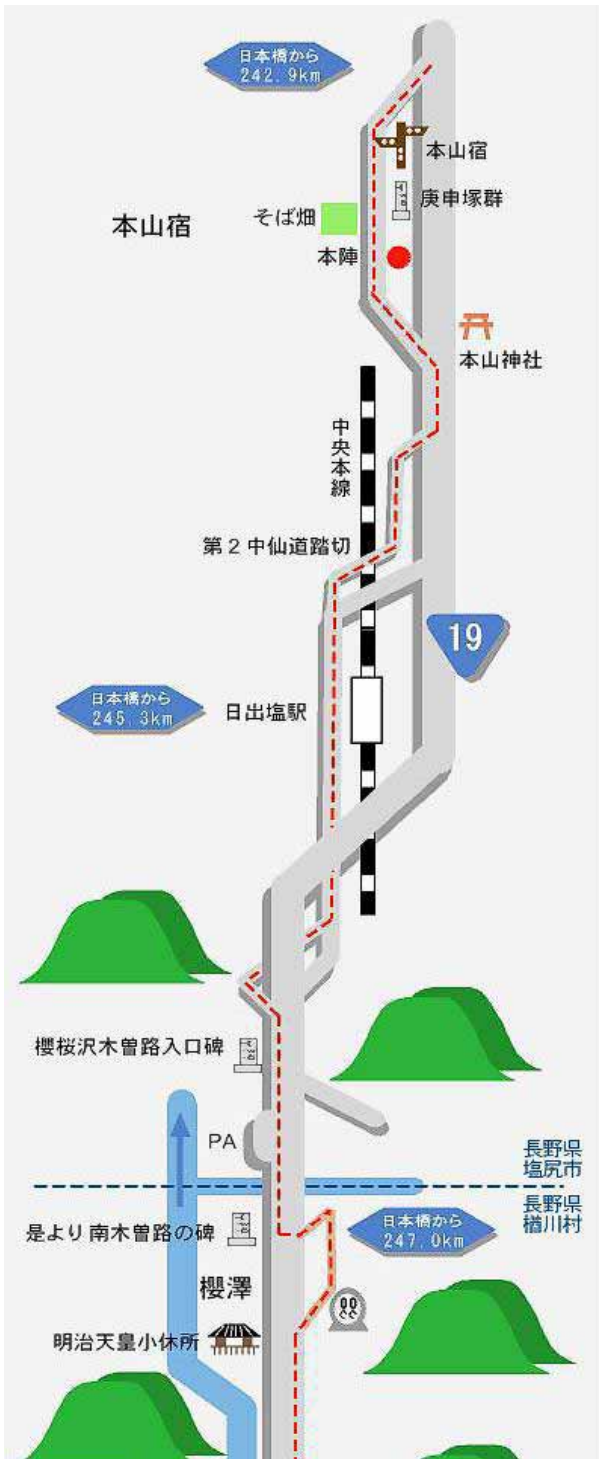 日本橋から
242.9km
本山宿
庚申塚群
本山宿
そば畑
本陣
本山神社
中央本線
第2中仙道踏切
19
日本橋から
245.3km
日出塩駅
櫻桜沢木曽路入口碑
PA
長野県
塩尻市
長野県
楢川村
是より南木曽路の碑
日本橋から
247.0km
櫻澤
明治天皇小休所